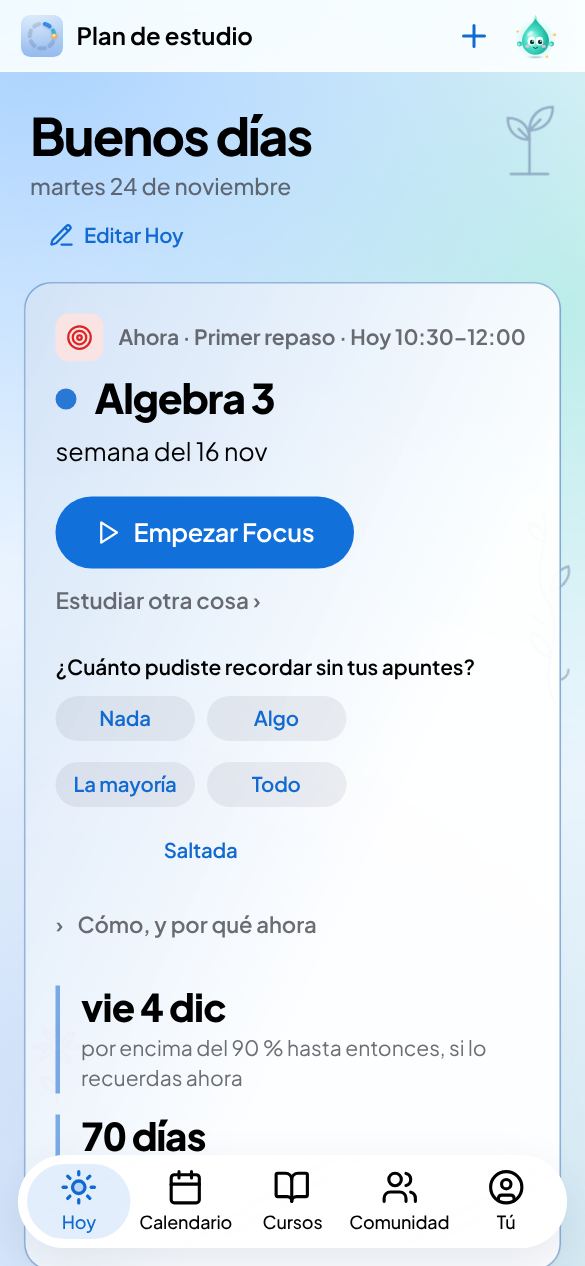 Plan de estudio
Buenos días
martes 24 de noviembre
Editar Hoy
Ahora · Primer repaso · Hoy 10:30–12:00
Algebra 3
semana del 16 nov
Empezar Focus
Estudiar otra cosa ›
¿Cuánto pudiste recordar sin tus apuntes?
Nada Algo
La mayoría Todo
Saltada
› Cómo, y por qué ahora
vie 4 dic
por encima del 90 % hasta entonces, si lo
recuerdas ahora
70 días
Hoy Calendario Cursos Comunidad Tú